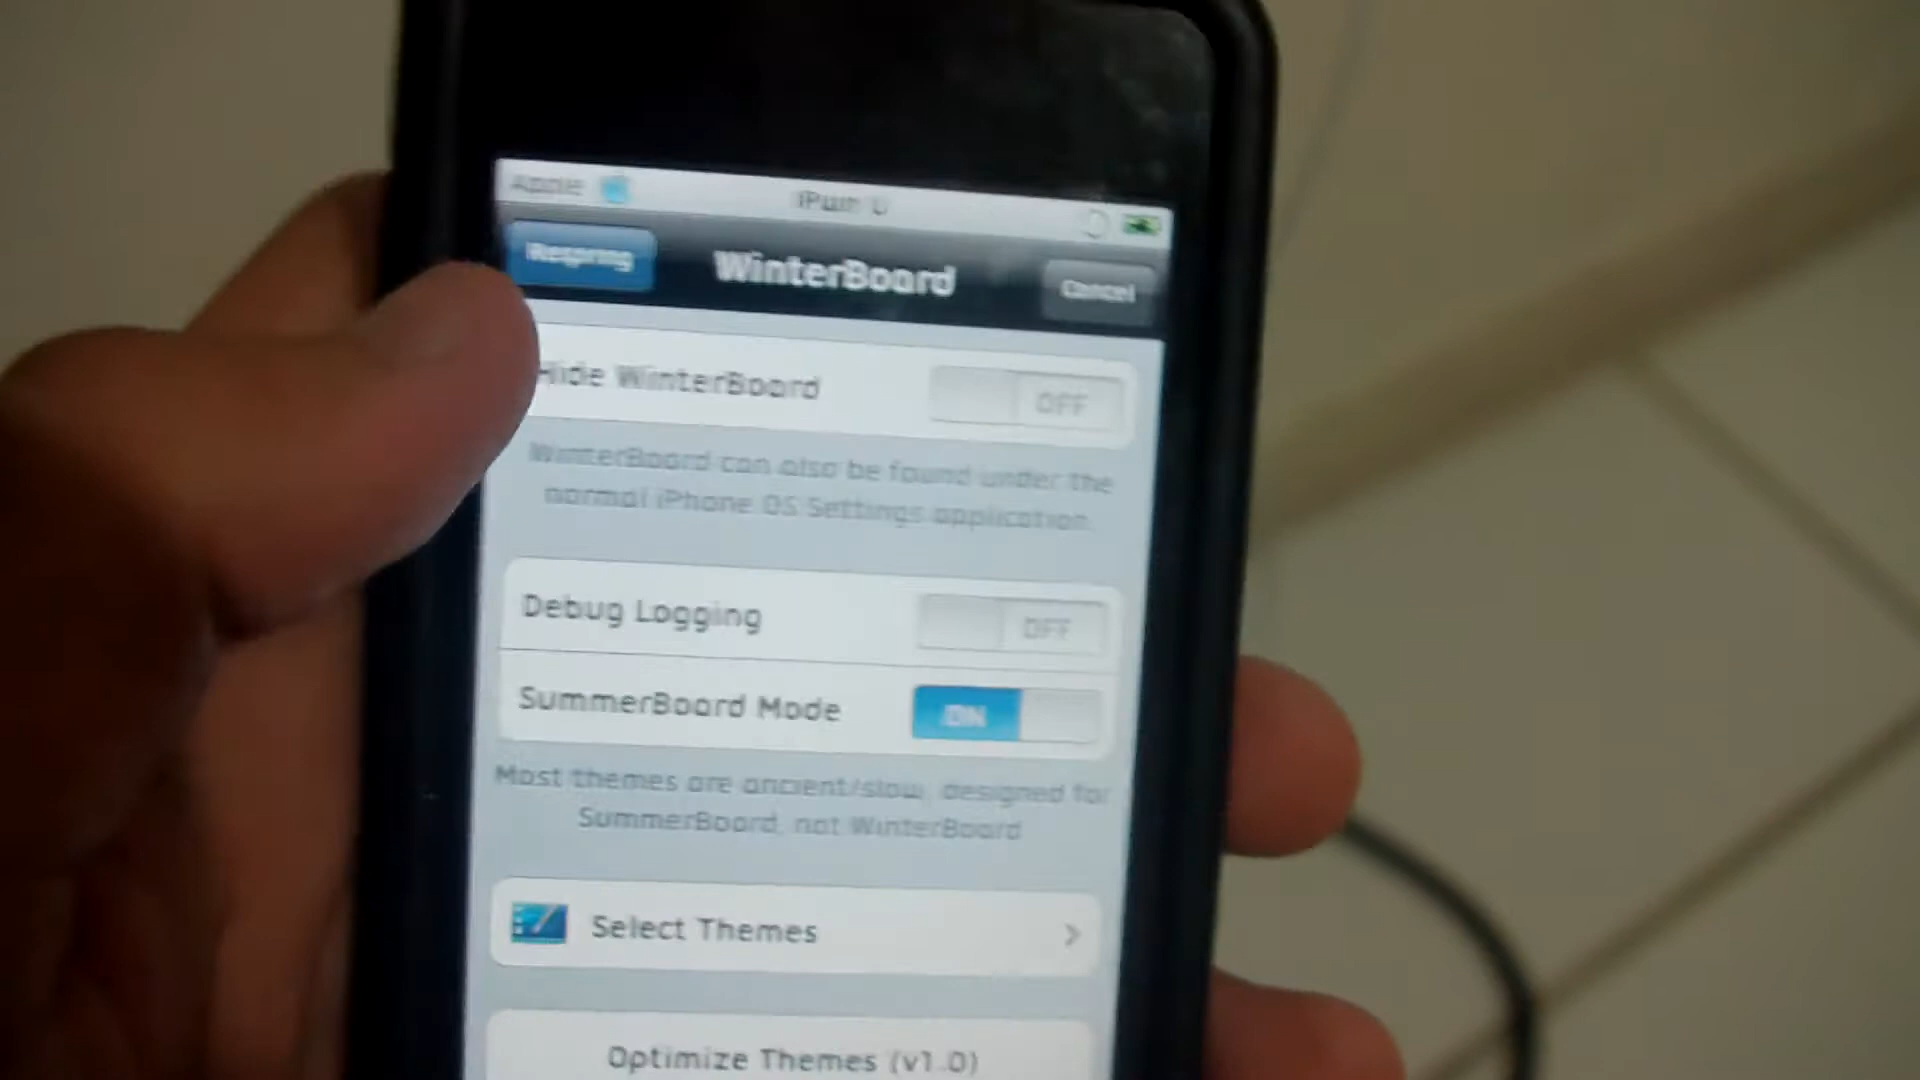 Apple iPwn U
Respring WinterBoard Cancel
Hide WinterBoard OFF
WinterBoard can also be found under the
normal iPhone OS Settings application.
Debug Logging OFF
SummerBoard Mode ON
Most themes are ancient/slow, designed for
SummerBoard, not WinterBoard
Select Themes
Optimize Themes (v1.0)